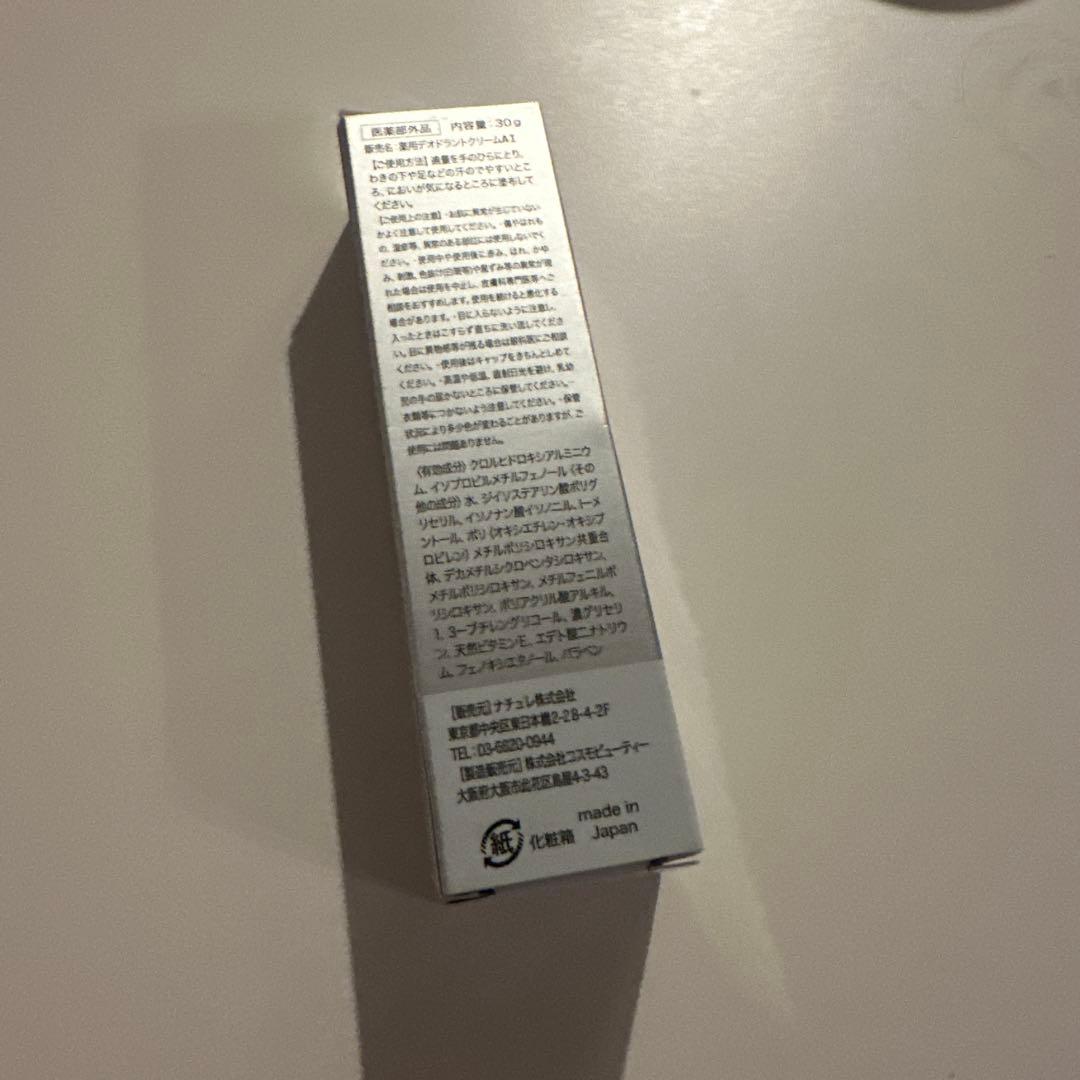 医薬部外品 内容量:30g
販売名:薬用デオドラントクリームAI
【ご使用方法】適量を手のひらにとり、
わきの下や足などの汗のでやすいとこ
ろ、においが気になるところに塗布して
ください。
【ご使用上の注意】・お肌に異常が生じていない
かよく注意して使用してください。・傷やはれも
の、湿疹等、異常のある部位には使用しないでく
ださい。・使用中や使用後に赤み、はれ、かゆ
み、刺激、色抜け(白斑等)や黒ずみ等の異常が現
れた場合は使用を中止し、皮膚科専門医等へご
相談をおすすめします。使用を続けると悪化する
場合があります。・目に入らないように注意し、
入ったときはこすらず直ちに洗い流してくださ
い。目に異物感等が残る場合は眼科医にご相談
ください。・使用後はキャップをきちんとしめて
ください。・高温や低温、直射日光を避け、乳幼
児の手の届かないところに保管してください。・
衣類等につかないよう注意してください。・保管
状況により多少色が変わることがありますが、ご
使用には問題ありません。
〈有効成分〉クロルヒドロキシアルミニウ
ム、イソプロピルメチルフェノール〈その
他の成分〉水、ジイソステアリン酸ポリグ
リセリル、イソノナン酸イソノニル、トーメ
ントール、ポリ(オキシエチレン・オキシプ
ロピレン)メチルポリシロキサン共重合
体、デカメチルシクロペンタシロキサン、
メチルポリシロキサン、メチルフェニルポ
リシロキサン、ポリアクリル酸アルキル、
1、3ーブチレングリコール、濃グリセリ
ン、天然ビタミンE、エデト酸二ナトリウ
ム、フェノキシエタノール、パラベン
【販売元】ナチュレ株式会社
東京都中央区東日本橋2-28-4-2F
TEL:03-6620-0944
【製造販売元】株式会社コスモビューティー
大阪府大阪市此花区島屋4-3-43
made in
紙 化粧箱 Japan